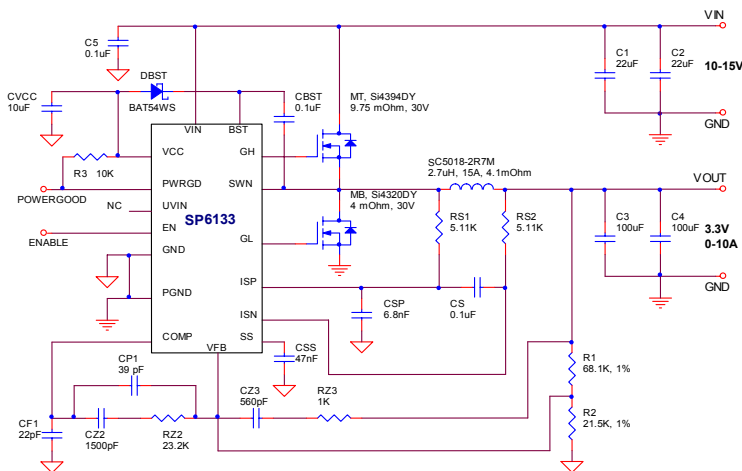 VIN
C5
0.1uF
C1
22uF
C2
22uF
10-15V
DBST
BAT54WS
CBST
0.1uF
MT, Si4394DY
9.75 mOhm, 30V
CVCC
10uF
GND
VIN
BST
VCC
GH
R3 10K
SC5018-2R7M
2.7uH, 15A, 4.1mOhm
VOUT
PWRGD
SWN
POWERGOOD
MB, Si4320DY
4 mOhm, 30V
NC
UVIN
SP6133
RS1
5.11K
RS2
5.11K
C3
100uF
C4
100uF
3.3V
0-10A
ENABLE
EN
GL
GND
ISP
GND
PGND
CSP
6.8nF
CS
0.1uF
ISN
COMP
SS
VFB
CSS
47nF
CP1
39 pF
R1
68.1K, 1%
CZ3
560pF
RZ3
1K
CF1
22pF
CZ2
1500pF
RZ2
23.2K
R2
21.5K, 1%